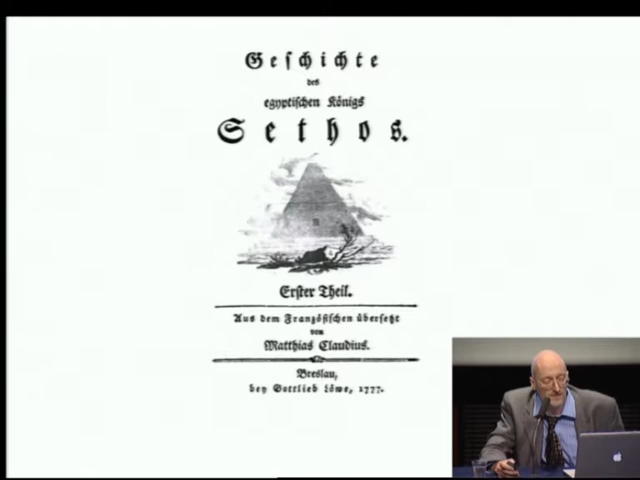 Geschichte
des
egyptischen Königs
Sethos.
Erster Theil.
Aus dem Französischen übersetzt
von
Matthias Claudius.
Breslau,
bey Gottlieb Löwe, 1777.